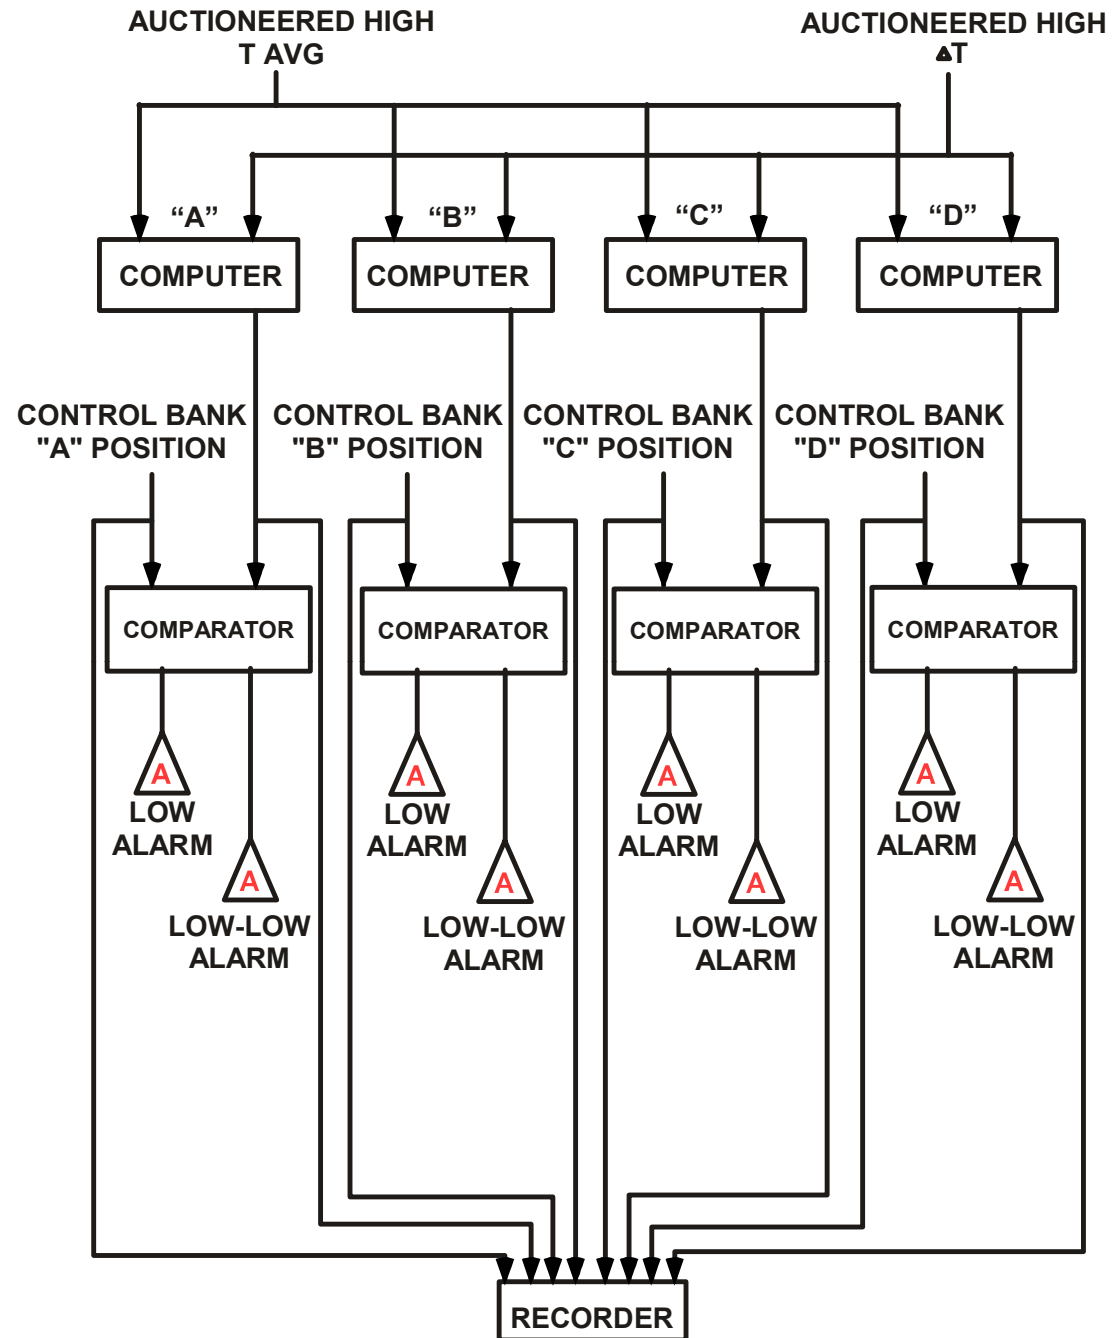 AUCTIONEERED HIGH
T AVG
AUCTIONEERED HIGH
ΔT
“A”
“B”
“C”
“D”
COMPUTER
COMPUTER
COMPUTER
COMPUTER
CONTROL BANK
"A" POSITION
CONTROL BANK
"B" POSITION
CONTROL BANK
"C" POSITION
CONTROL BANK
"D" POSITION
COMPARATOR
COMPARATOR
COMPARATOR
COMPARATOR
A
LOW
ALARM
A
LOW
ALARM
A
LOW
ALARM
A
LOW
ALARM
A
LOW-LOW
ALARM
A
LOW-LOW
ALARM
A
LOW-LOW
ALARM
A
LOW-LOW
ALARM
RECORDER